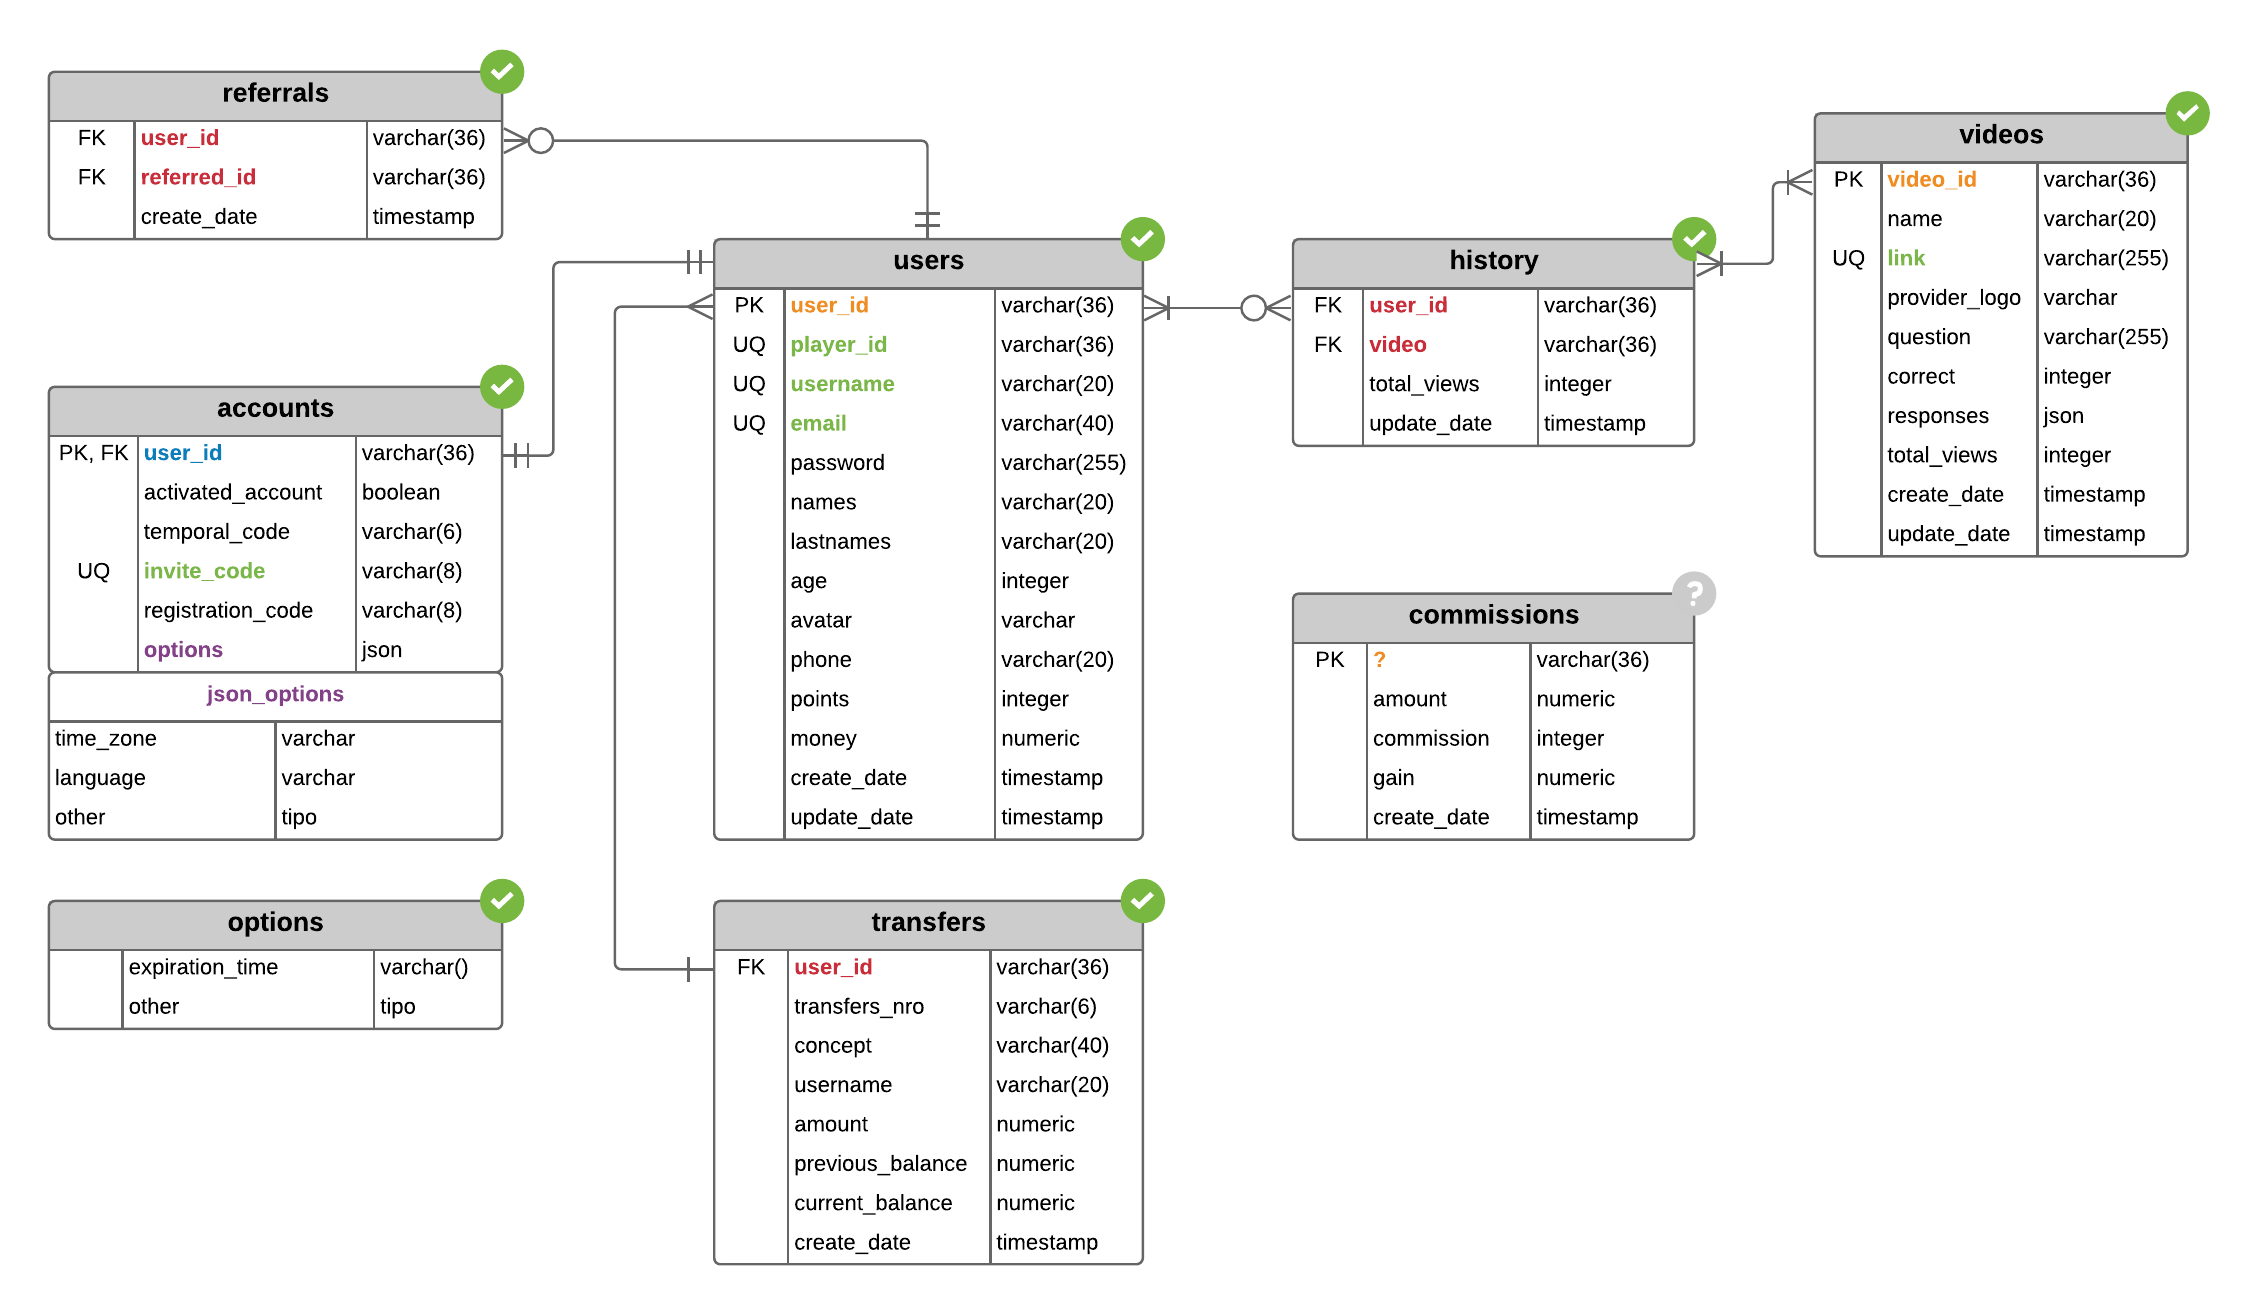 referrals
FK user_id varchar(36)
FK referred_id varchar(36)
create_date timestamp
accounts
PK, FK user_id varchar(36)
activated_account boolean
temporal_code varchar(6)
UQ invite_code varchar(8)
registration_code varchar(8)
options json
json_options
time_zone varchar
language varchar
other tipo
options
expiration_time varchar()
other tipo
users
PK user_id varchar(36)
UQ player_id varchar(36)
UQ username varchar(20)
UQ email varchar(40)
password varchar(255)
names varchar(20)
lastnames varchar(20)
age integer
avatar varchar
phone varchar(20)
points integer
money numeric
create_date timestamp
update_date timestamp
transfers
FK user_id varchar(36)
transfers_nro varchar(6)
concept varchar(40)
username varchar(20)
amount numeric
previous_balance numeric
current_balance numeric
create_date timestamp
history
FK user_id varchar(36)
FK video varchar(36)
total_views integer
update_date timestamp
?
commissions
PK ? varchar(36)
amount numeric
commission integer
gain numeric
create_date timestamp
videos
PK video_id varchar(36)
name varchar(20)
UQ link varchar(255)
provider_logo varchar
question varchar(255)
correct integer
responses json
total_views integer
create_date timestamp
update_date timestamp